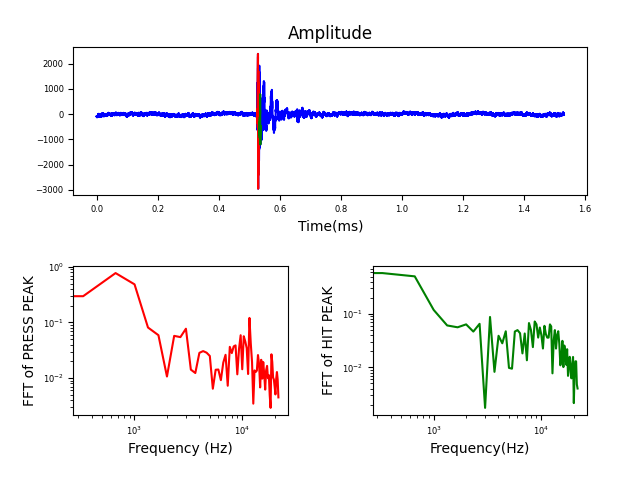 Amplitude
2000
1000
0
−1000
−2000
−3000
0.0 0.2 0.4 0.6 0.8 1.0 1.2 1.4 1.6
Time(ms)
FFT of PRESS PEAK
10⁰
10⁻¹
10⁻²
10³ 10⁴
Frequency (Hz)
FFT of HIT PEAK
10⁻¹
10⁻²
10³ 10⁴
Frequency(Hz)